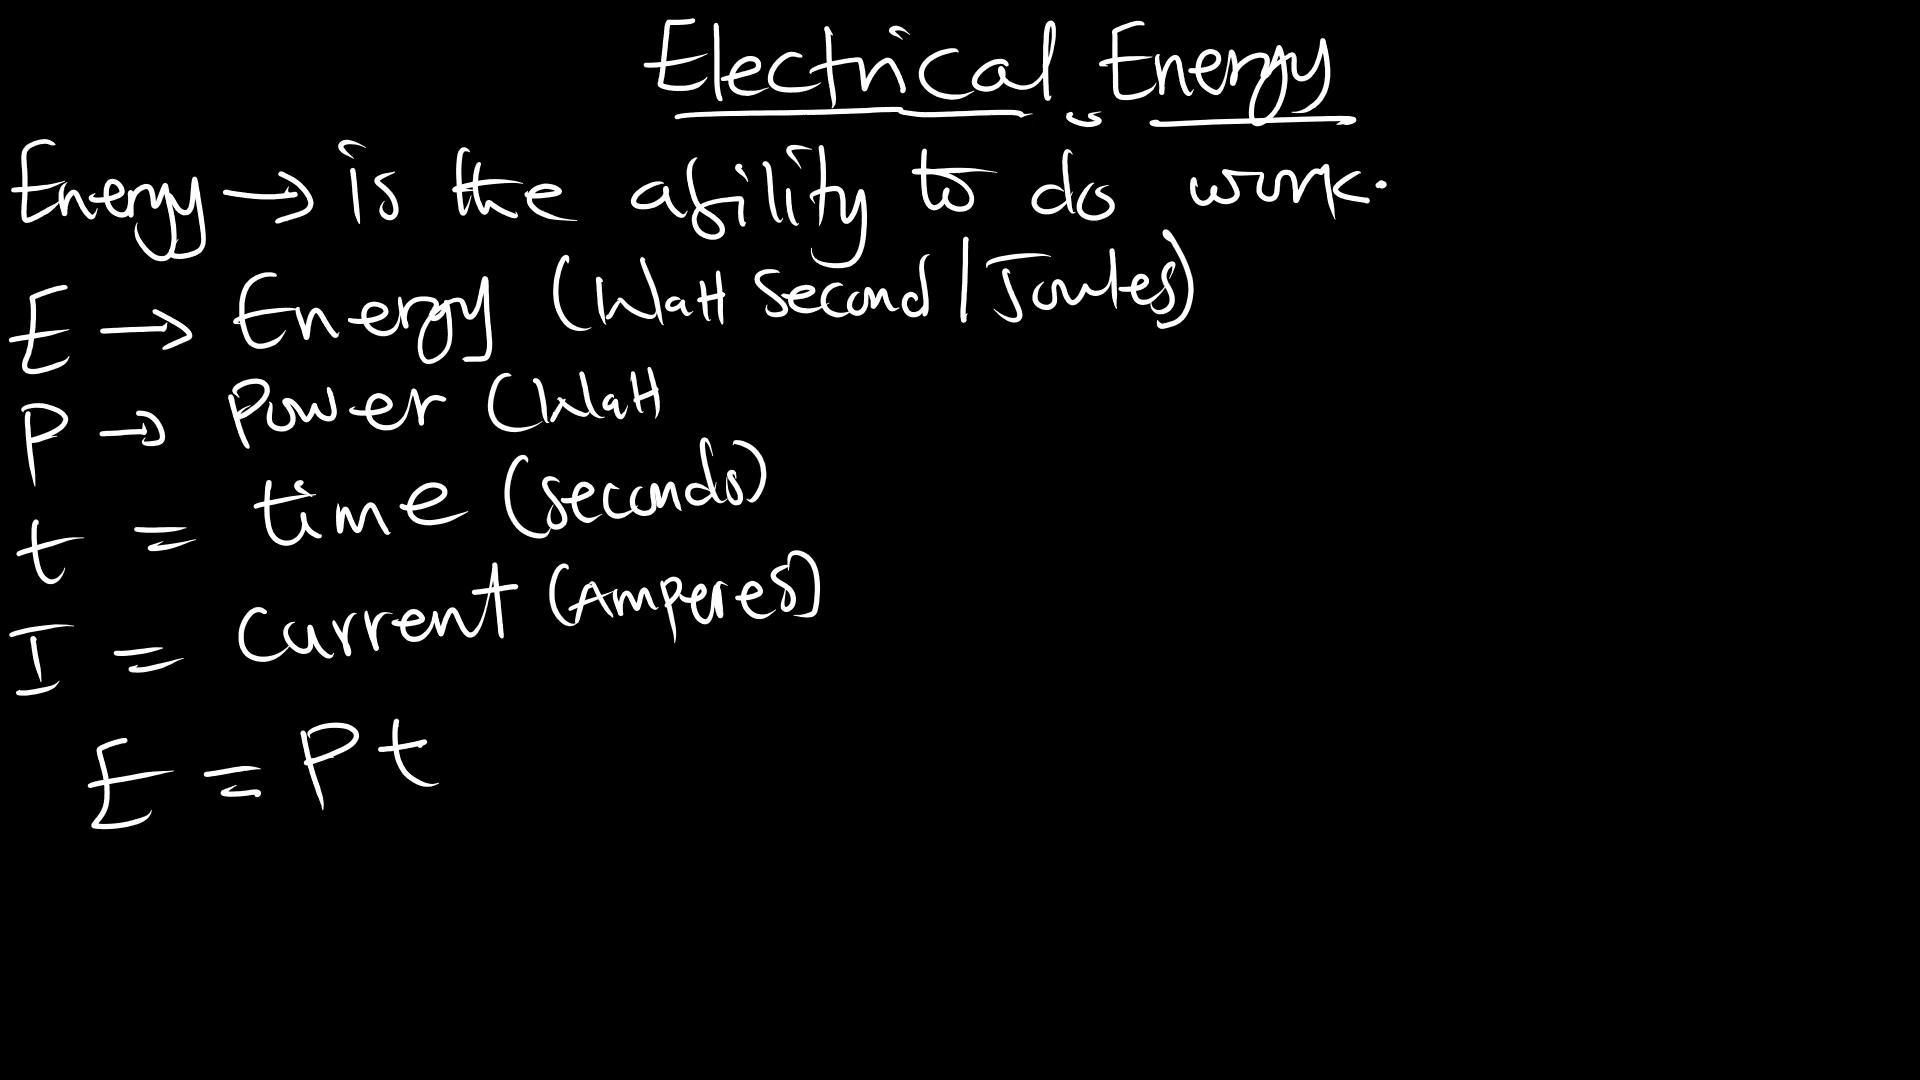 Electrical Energy
Energy → is the ability to do work.
E → Energy (Watt Second / Joules)
P → Power (Watt
t = time (seconds)
I = Current (Amperes)
E = Pt